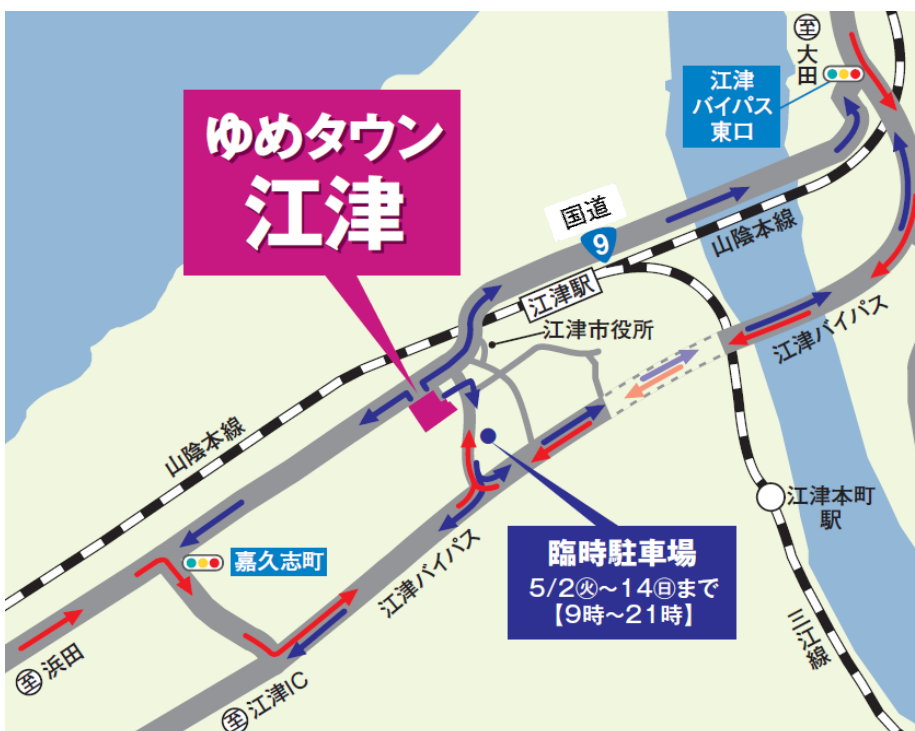 至
大田
江津
バイパス
東口
ゆめタウン
江津
国道
9
山陰本線
江津駅
江津市役所
江津バイパス
山陰本線
江津本町
駅
嘉久志町
江津バイパス
臨時駐車場
5/2㊋～14㊐まで
【9時～21時】
三江線
至浜田
至江津IC